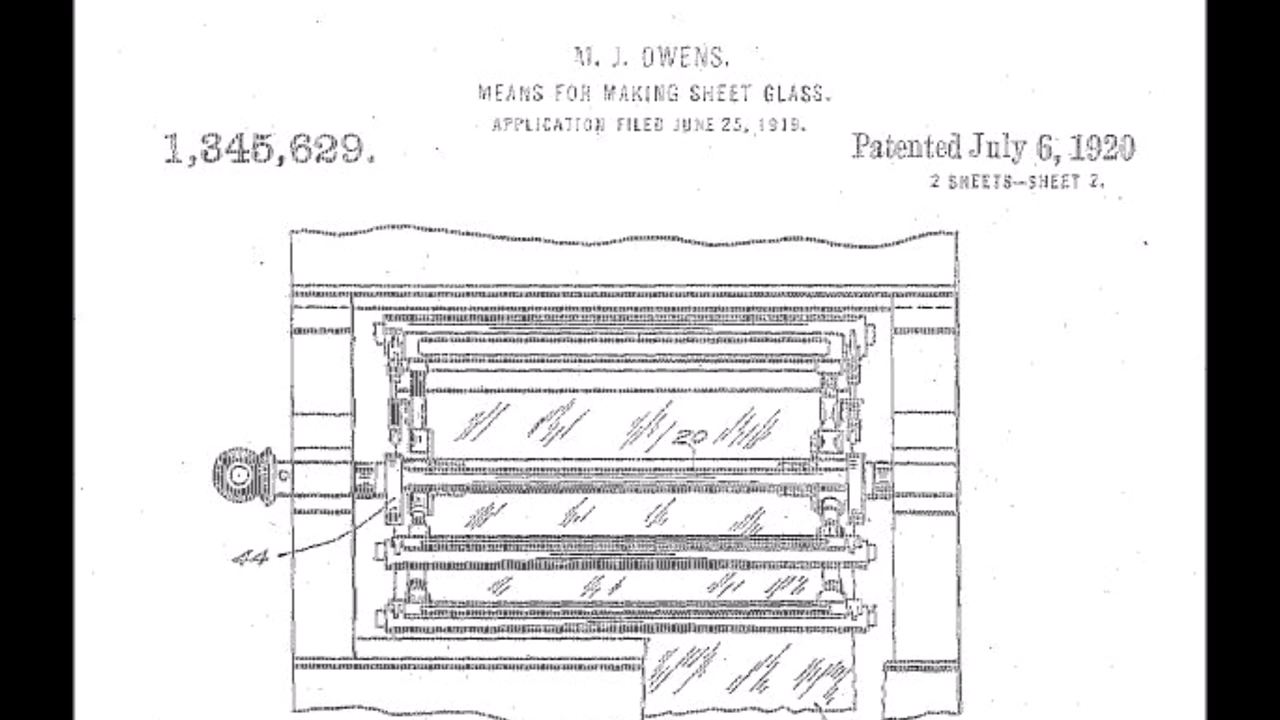 M. J. OWENS.
MEANS FOR MAKING SHEET GLASS.
APPLICATION FILED JUNE 25, 1919.
1,345,629.
Patented July 6, 1920
2 SHEETS—SHEET 2.
20
44